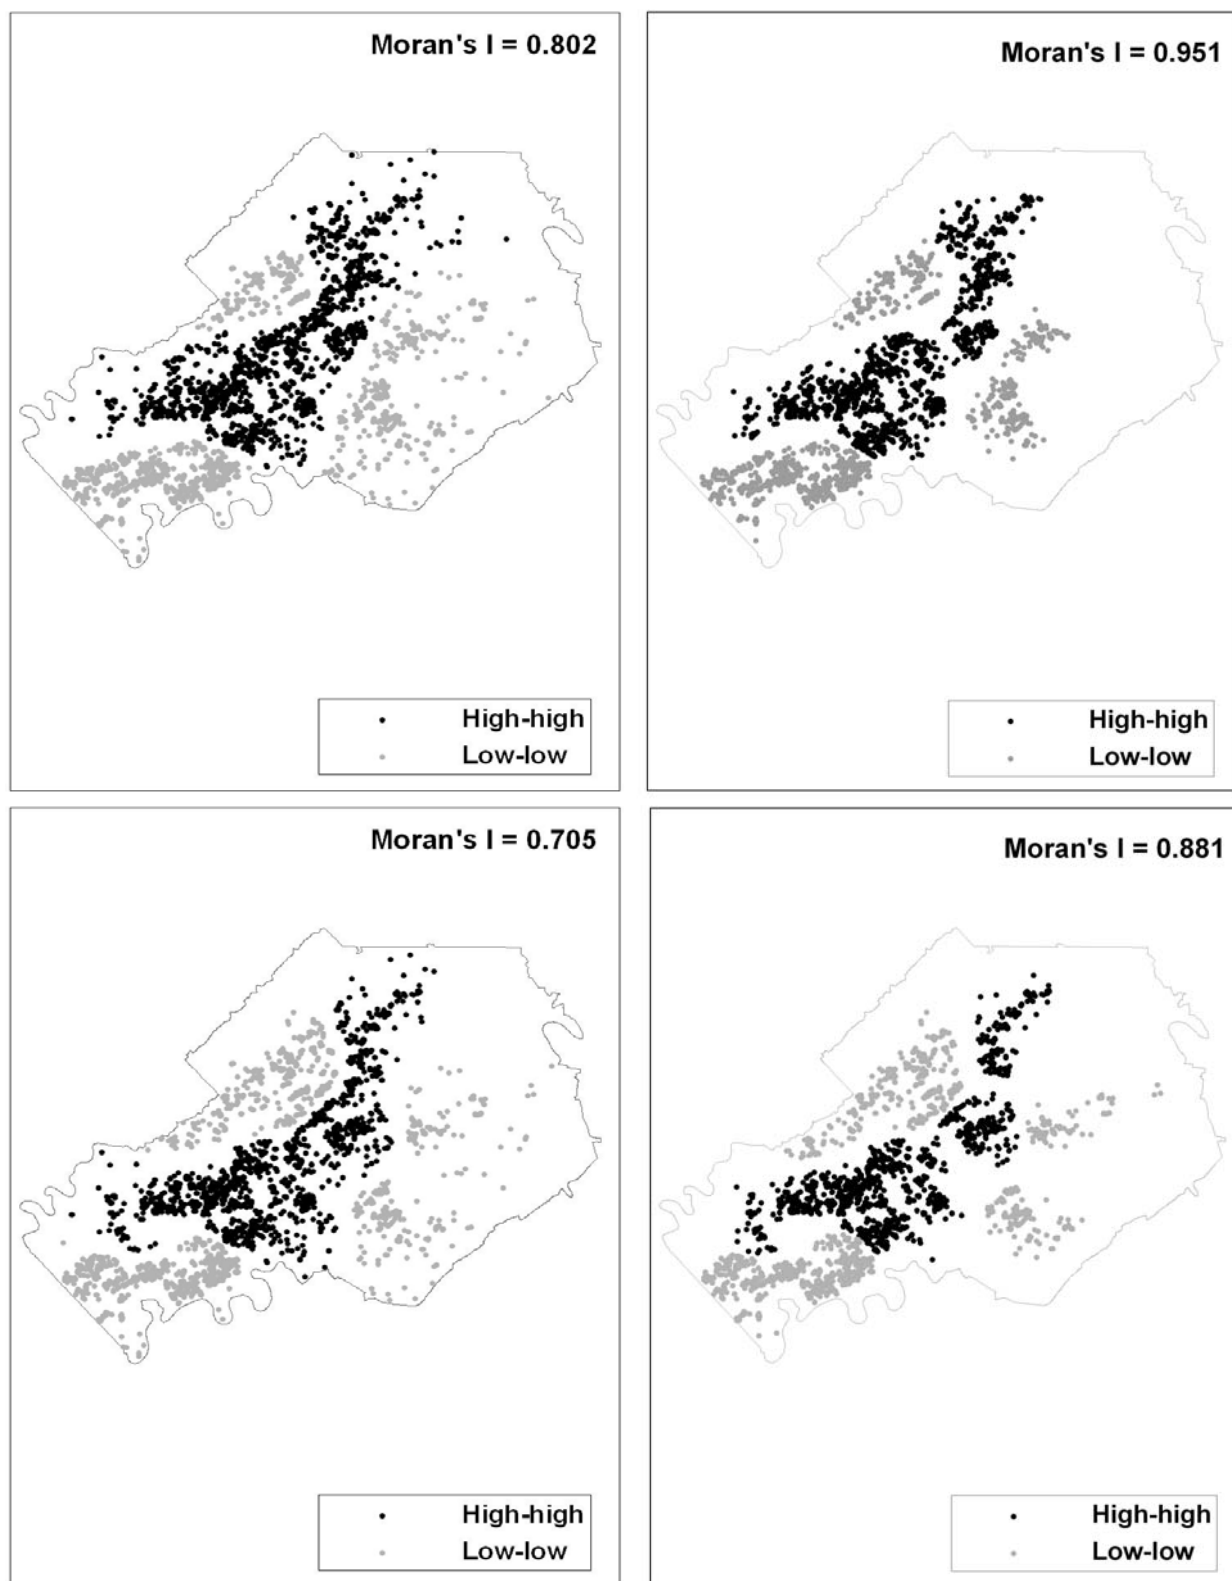 Moran's I = 0.802
High-high
Low-low
Moran's I = 0.951
High-high
Low-low
Moran's I = 0.705
High-high
Low-low
Moran's I = 0.881
High-high
Low-low